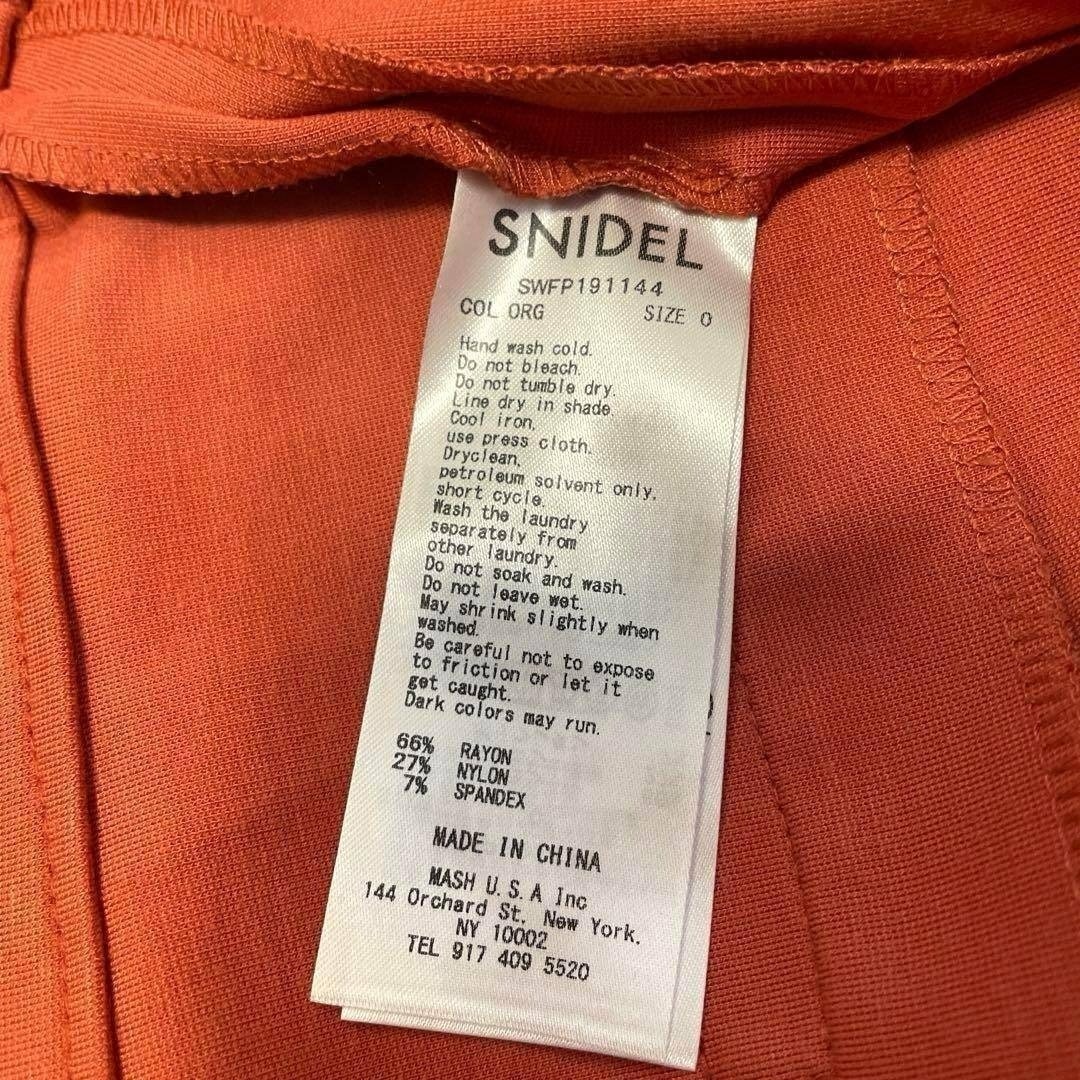 SNIDEL
SWFP191144
COL ORG SIZE 0
Hand wash cold.
Do not bleach.
Do not tumble dry.
Line dry in shade.
Cool iron,
use press cloth.
Dryclean,
petroleum solvent only.
short cycle.
Wash the laundry
separately from
other laundry.
Do not soak and wash.
Do not leave wet.
May shrink slightly when
washed.
Be careful not to expose
to friction or let it
get caught.
Dark colors may run.
66% RAYON
27% NYLON
7% SPANDEX
MADE IN CHINA
MASH U.S.A Inc
144 Orchard St. New York.
NY 10002
TEL 917 409 5520